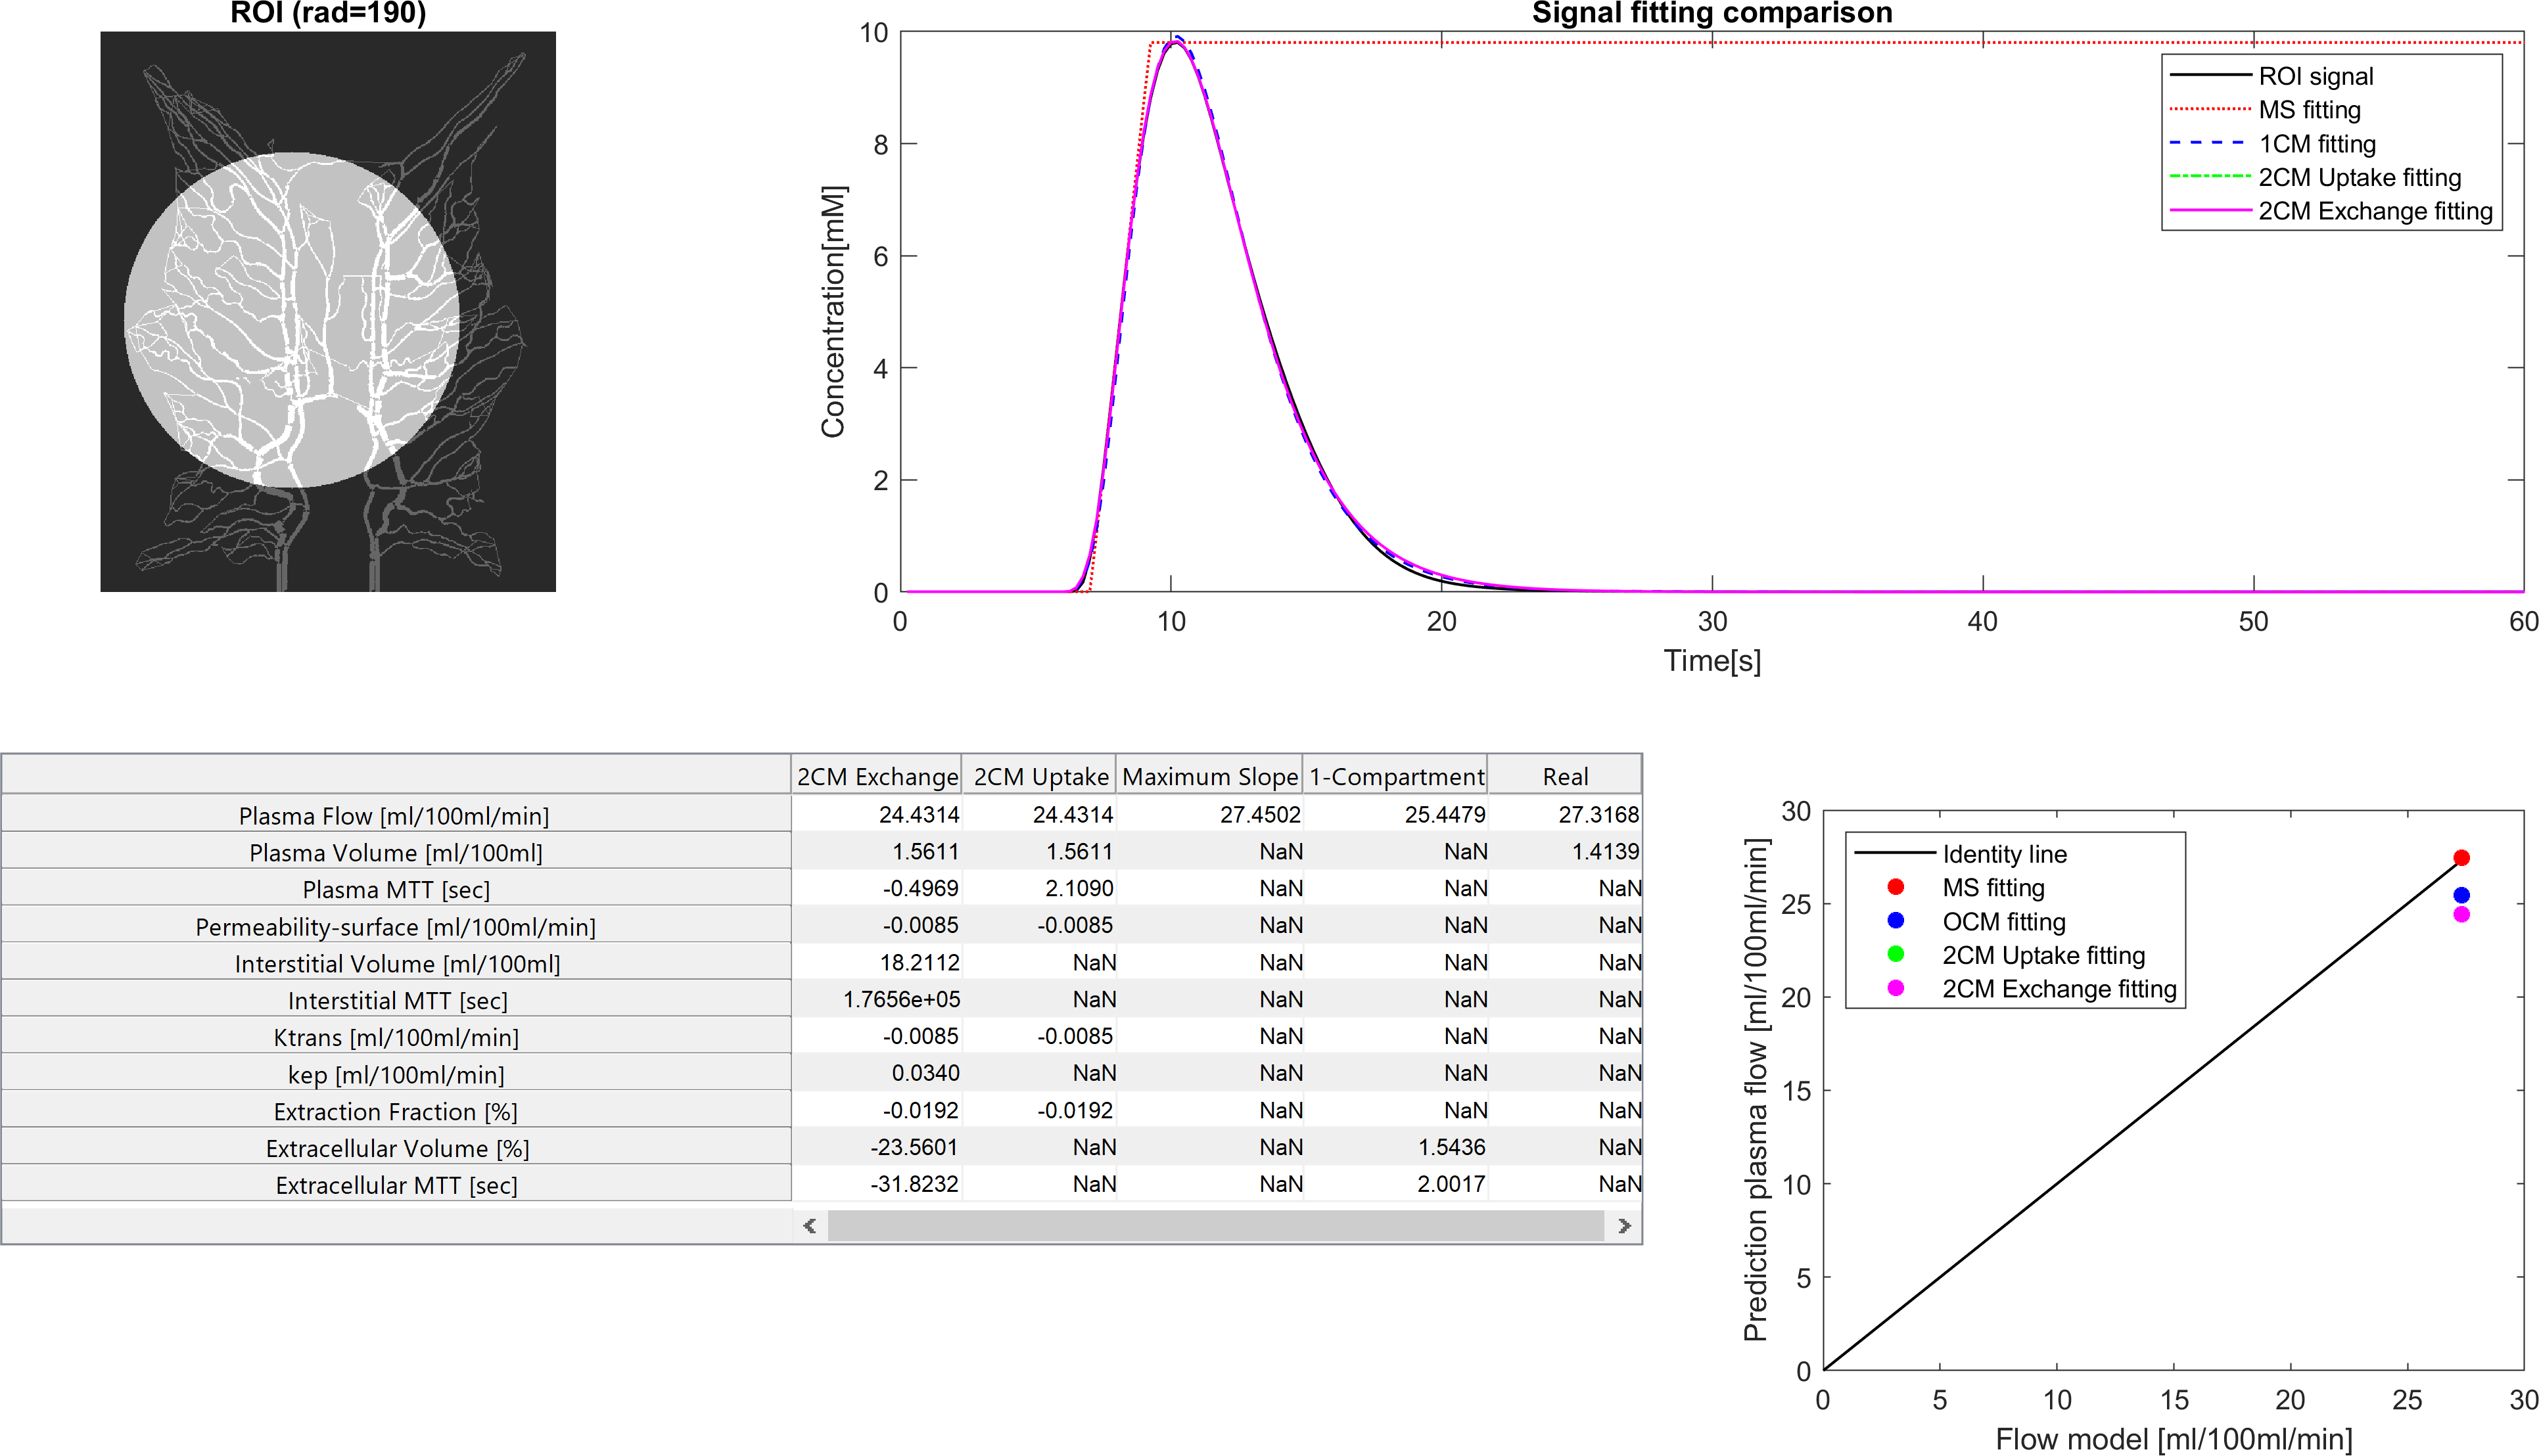 ROI (rad=190)
Signal fitting comparison
Concentration[mM]
10
8
6
4
2
0
0 10 20 30 40 50 60
Time[s]
ROI signal
MS fitting
1CM fitting
2CM Uptake fitting
2CM Exchange fitting
2CM Exchange 2CM Uptake Maximum Slope 1-Compartment Real
Plasma Flow [ml/100ml/min] 24.4314 24.4314 27.4502 25.4479 27.3168
Plasma Volume [ml/100ml] 1.5611 1.5611 NaN NaN 1.4139
Plasma MTT [sec] -0.4969 2.1090 NaN NaN NaN
Permeability-surface [ml/100ml/min] -0.0085 -0.0085 NaN NaN NaN
Interstitial Volume [ml/100ml] 18.2112 NaN NaN NaN NaN
Interstitial MTT [sec] 1.7656e+05 NaN NaN NaN NaN
Ktrans [ml/100ml/min] -0.0085 -0.0085 NaN NaN NaN
kep [ml/100ml/min] 0.0340 NaN NaN NaN NaN
Extraction Fraction [%] -0.0192 -0.0192 NaN NaN NaN
Extracellular Volume [%] -23.5601 NaN NaN 1.5436 NaN
Extracellular MTT [sec] -31.8232 NaN NaN 2.0017 NaN
Prediction plasma flow [ml/100ml/min]
30
25
20
15
10
5
0
0 5 10 15 20 25 30
Flow model [ml/100ml/min]
Identity line
MS fitting
OCM fitting
2CM Uptake fitting
2CM Exchange fitting